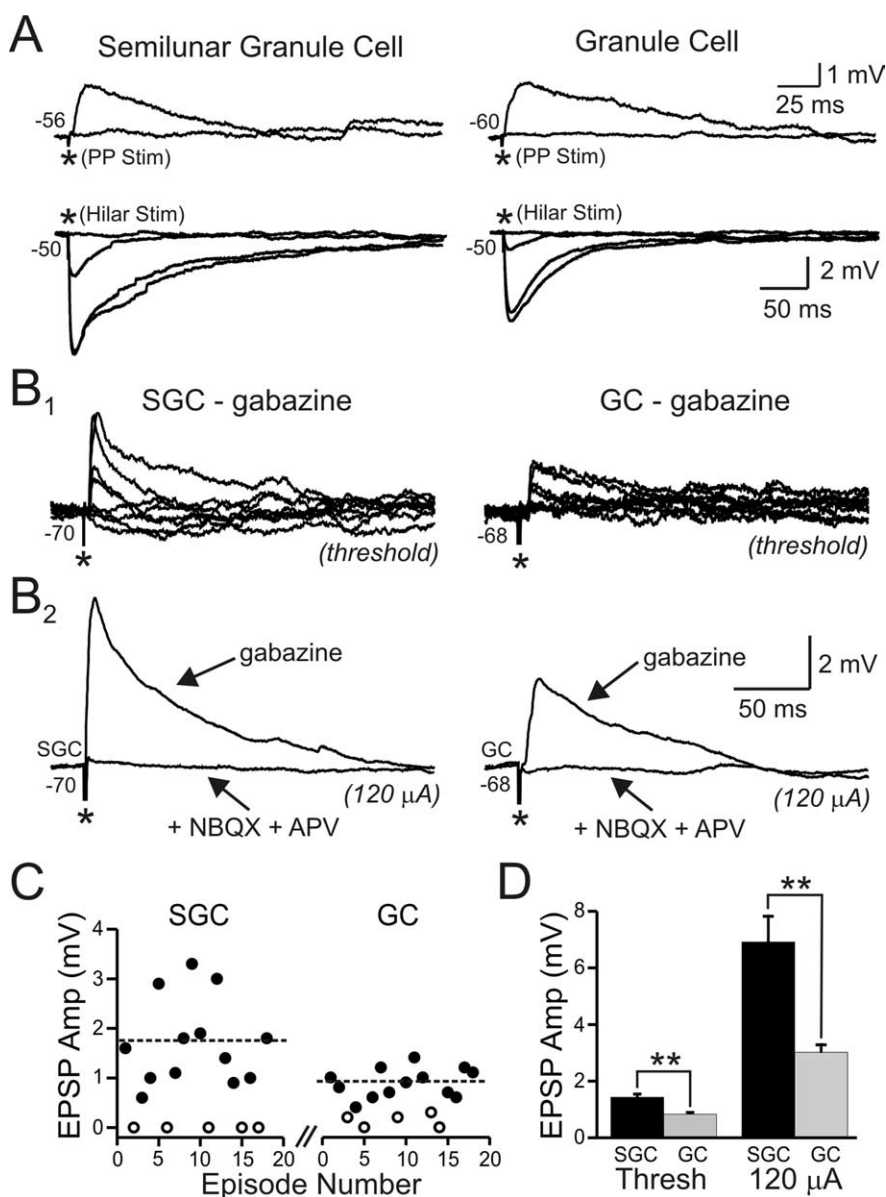 A
Semilunar Granule Cell
Granule Cell
1 mV
25 ms
-56
* (PP Stim)
-60
* (PP Stim)
* (Hilar Stim)
-50
* (Hilar Stim)
-50
2 mV
50 ms
B1
SGC - gabazine
GC - gabazine
-70
*
(threshold)
-68
*
(threshold)
B2
gabazine
SGC
-70
*
(120 µA)
+ NBQX + APV
gabazine
2 mV
50 ms
GC
-68
*
(120 µA)
+ NBQX + APV
C
SGC
GC
EPSP Amp (mV)
4
3
2
1
0
0 5 10 15 20
0 5 10 15 20
Episode Number
D
EPSP Amp (mV)
8
6
4
2
0
**
**
SGC GC SGC GC
Thresh 120 µA